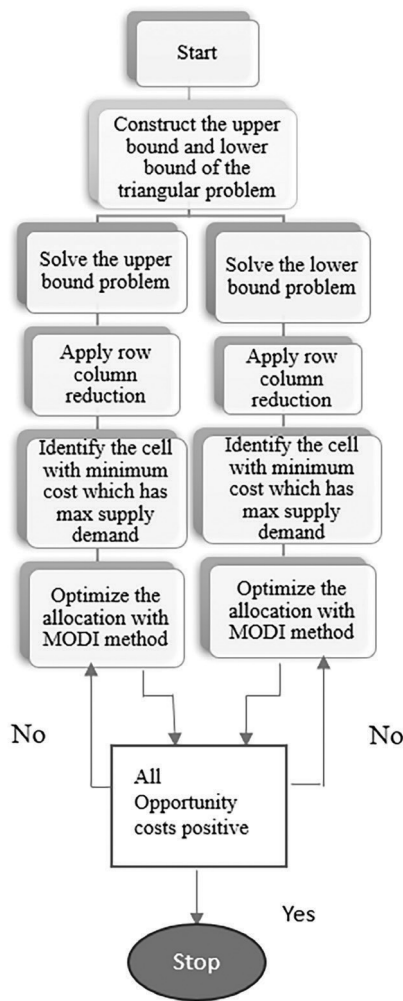 Start
Construct the upper
bound and lower
bound of the
triangular problem
Solve the upper
bound problem
Solve the lower
bound problem
Apply row
column
reduction
Apply row
column
reduction
Identify the cell
with minimum
cost which has
max supply
demand
Identify the cell
with minimum
cost which has
max supply
demand
Optimize the
allocation with
MODI method
Optimize the
allocation with
MODI method
No
No
All
Opportunity
costs positive
Yes
Stop